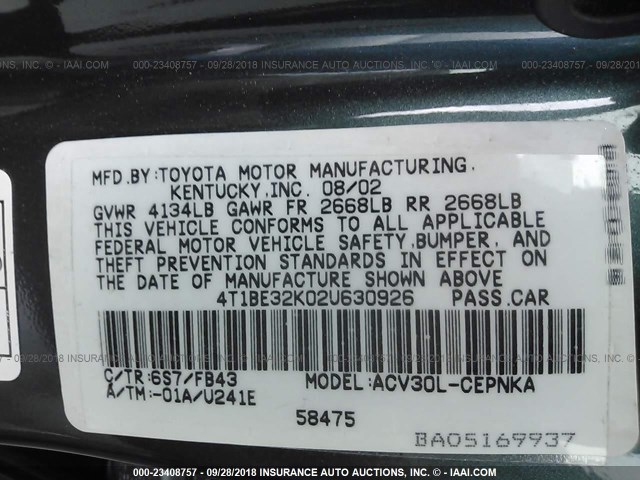 000-23408757 - 09/28/2018 INSURANCE AUTO AUCTIONS, INC. - IAAI.COM
MFD.BY:TOYOTA MOTOR MANUFACTURING,
KENTUCKY,INC. 08/02
GVWR 4134LB GAWR FR 2668LB RR 2668LB
THIS VEHICLE CONFORMS TO ALL APPLICABLE
FEDERAL MOTOR VEHICLE SAFETY,BUMPER, AND
THEFT PREVENTION STANDARDS IN EFFECT ON
THE DATE OF MANUFACTURE SHOWN ABOVE
4T1BE32K02U630926 PASS.CAR
C/TR:6S7/FB43 MODEL:ACV30L-CEPNKA
A/TM:-01A/U241E
58475
BA05169937
000-23408757 - 09/28/2018 INSURANCE AUTO AUCTIONS, INC. - IAAI.COM